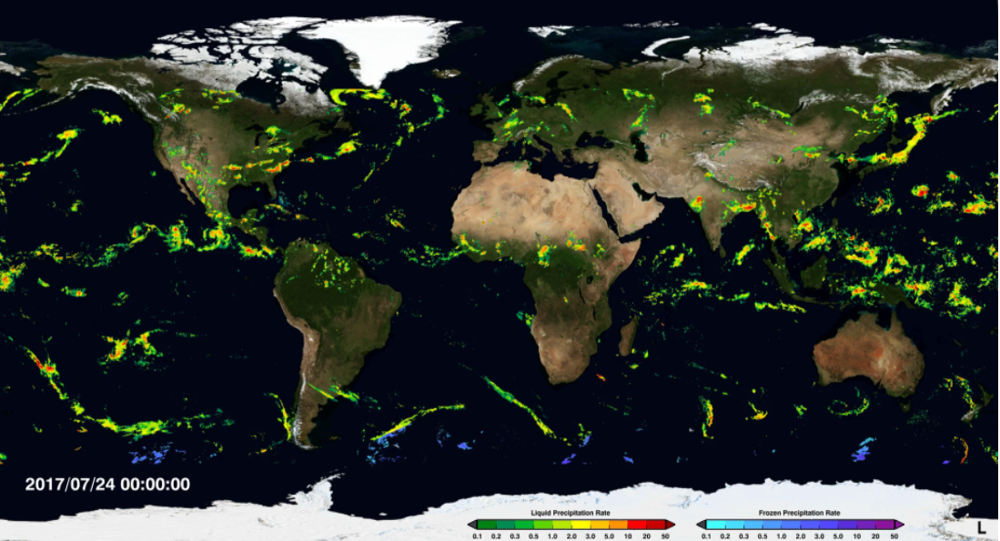 2017/07/24 00:00:00
Liquid Precipitation Rate
0.1 0.2 0.3 0.5 1.0 2.0 3.0 5.0 10 20 50
Frozen Precipitation Rate
0.1 0.2 0.3 0.5 1.0 2.0 3.0 5.0 10.0 20 50
L